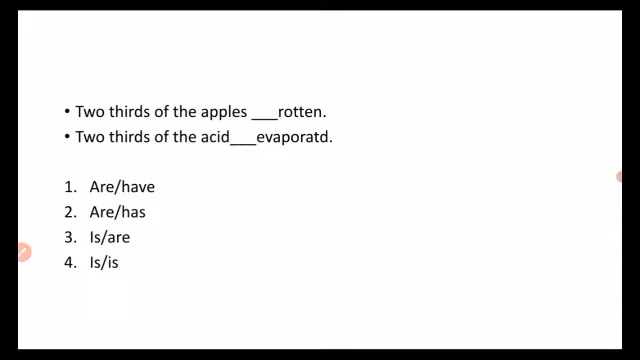 • Two thirds of the apples ___rotten.
• Two thirds of the acid___evaporatd.
1. Are/have
2. Are/has
3. Is/are
4. Is/is